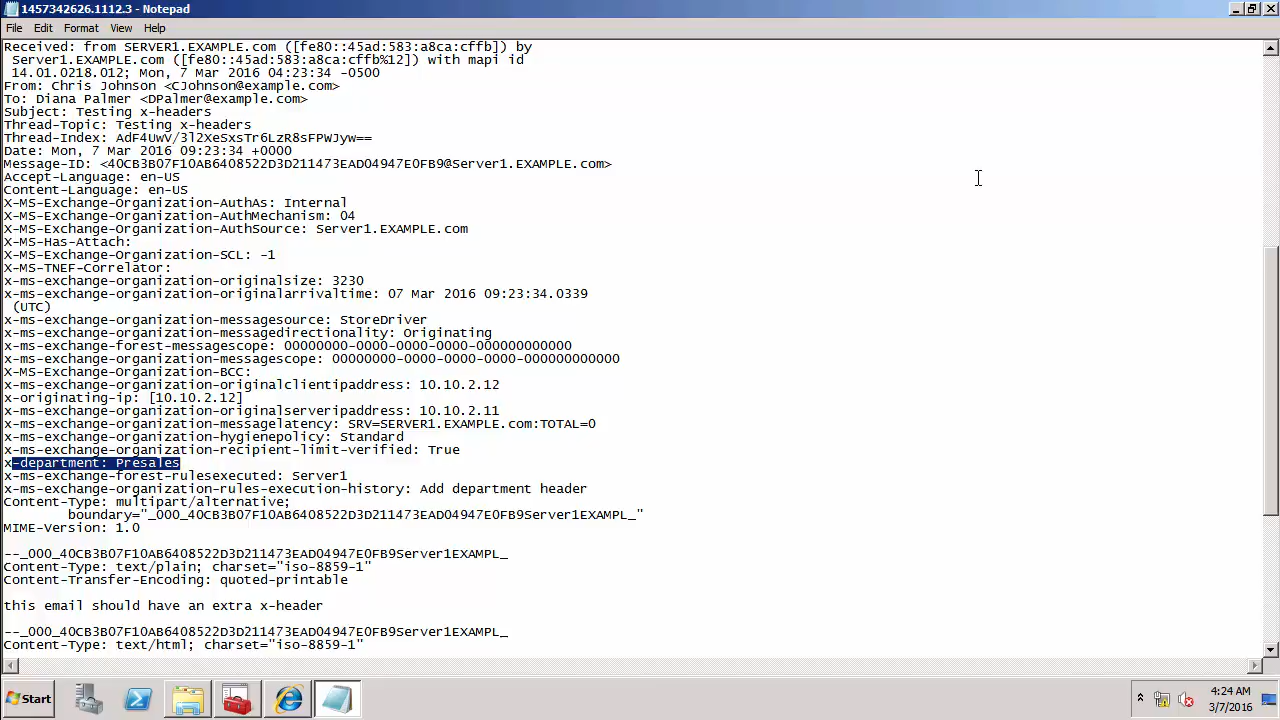 1457342626.1112.3 - Notepad
File Edit Format View Help
Received: from SERVER1.EXAMPLE.com ([fe80::45ad:583:a8ca:cffb]) by
Server1.EXAMPLE.com ([fe80::45ad:583:a8ca:cffb%12]) with mapi id
14.01.0218.012; Mon, 7 Mar 2016 04:23:34 -0500
From: Chris Johnson <CJohnson@example.com>
To: Diana Palmer <DPalmer@example.com>
Subject: Testing x-headers
Thread-Topic: Testing x-headers
Thread-Index: AdF4UwV/3l2XeSxsTr6LzR8sFPWJyw==
Date: Mon, 7 Mar 2016 09:23:34 +0000
Message-ID: <40CB3B07F10AB6408522D3D211473EAD04947E0FB9@Server1.EXAMPLE.com>
Accept-Language: en-US
Content-Language: en-US
X-MS-Exchange-Organization-AuthAs: Internal
X-MS-Exchange-Organization-AuthMechanism: 04
X-MS-Exchange-Organization-AuthSource: Server1.EXAMPLE.com
X-MS-Has-Attach:
X-MS-Exchange-Organization-SCL: -1
X-MS-TNEF-Correlator:
x-ms-exchange-organization-originalsize: 3230
x-ms-exchange-organization-originalarrivaltime: 07 Mar 2016 09:23:34.0339
(UTC)
x-ms-exchange-organization-messagesource: StoreDriver
x-ms-exchange-organization-messagedirectionality: Originating
x-ms-exchange-forest-messagescope: 00000000-0000-0000-0000-000000000000
x-ms-exchange-organization-messagescope: 00000000-0000-0000-0000-000000000000
X-MS-Exchange-Organization-BCC:
x-ms-exchange-organization-originalclientipaddress: 10.10.2.12
x-originating-ip: [10.10.2.12]
x-ms-exchange-organization-originalserveripaddress: 10.10.2.11
x-ms-exchange-organization-messagelatency: SRV=SERVER1.EXAMPLE.com:TOTAL=0
x-ms-exchange-organization-hygienepolicy: Standard
x-ms-exchange-organization-recipient-limit-verified: True
x-department: Presales
x-ms-exchange-forest-rulesexecuted: Server1
x-ms-exchange-organization-rules-execution-history: Add department header
Content-Type: multipart/alternative;
boundary="_000_40CB3B07F10AB6408522D3D211473EAD04947E0FB9Server1EXAMPL_"
MIME-Version: 1.0
--_000_40CB3B07F10AB6408522D3D211473EAD04947E0FB9Server1EXAMPL_
Content-Type: text/plain; charset="iso-8859-1"
Content-Transfer-Encoding: quoted-printable
this email should have an extra x-header
--_000_40CB3B07F10AB6408522D3D211473EAD04947E0FB9Server1EXAMPL_
Content-Type: text/html; charset="iso-8859-1"
Start
4:24 AM
3/7/2016